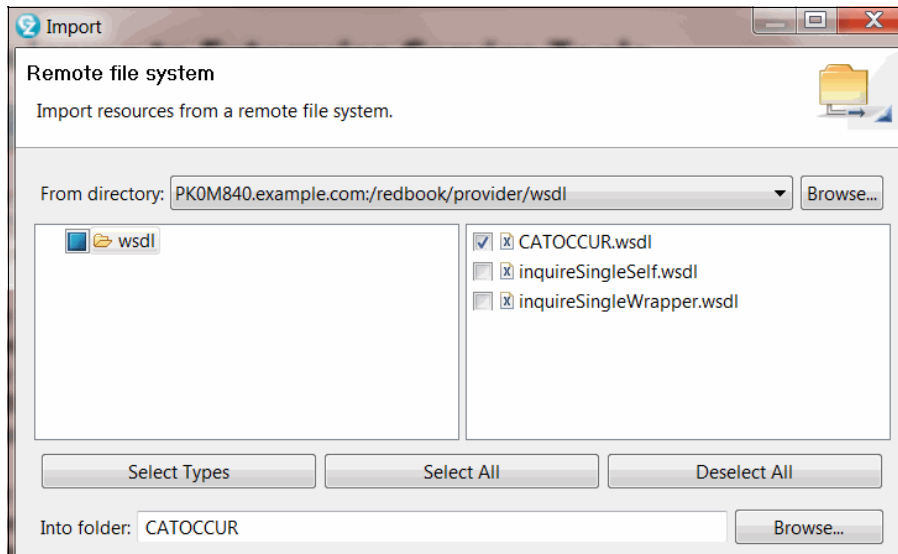 Import
Remote file system
Import resources from a remote file system.
From directory: PK0M840.example.com:/redbook/provider/wsdl Browse...
wsdl
CATOCCUR.wsdl
inquireSingleSelf.wsdl
inquireSingleWrapper.wsdl
Select Types Select All Deselect All
Into folder: CATOCCUR Browse...